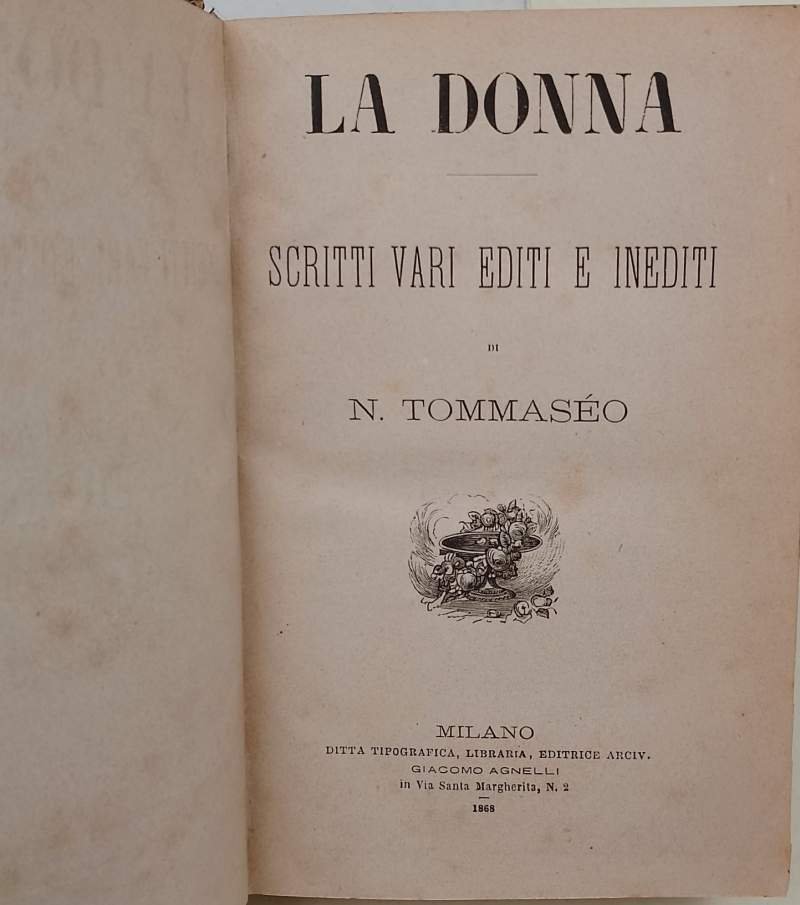 LA DONNA
SCRITTI VARI EDITI E INEDITI
DI
N. TOMMASÉO
MILANO
DITTA TIPOGRAFICA, LIBRARIA, EDITRICE ARCIV.
GIACOMO AGNELLI
in Via Santa Margherita, N. 2
1868